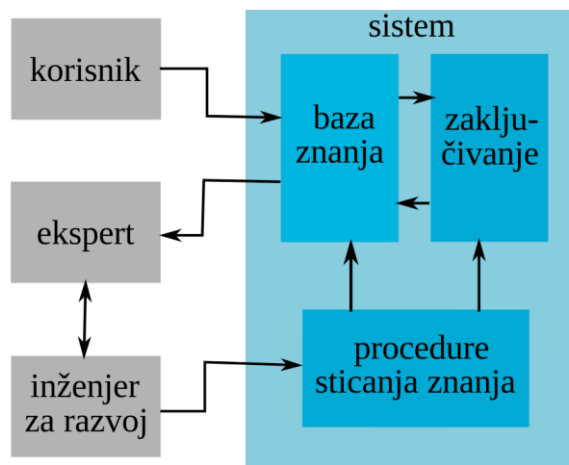 sistem
korisnik
baza
znanja
zaklju-
čivanje
ekspert
inženjer
za razvoj
procedure
sticanja znanja